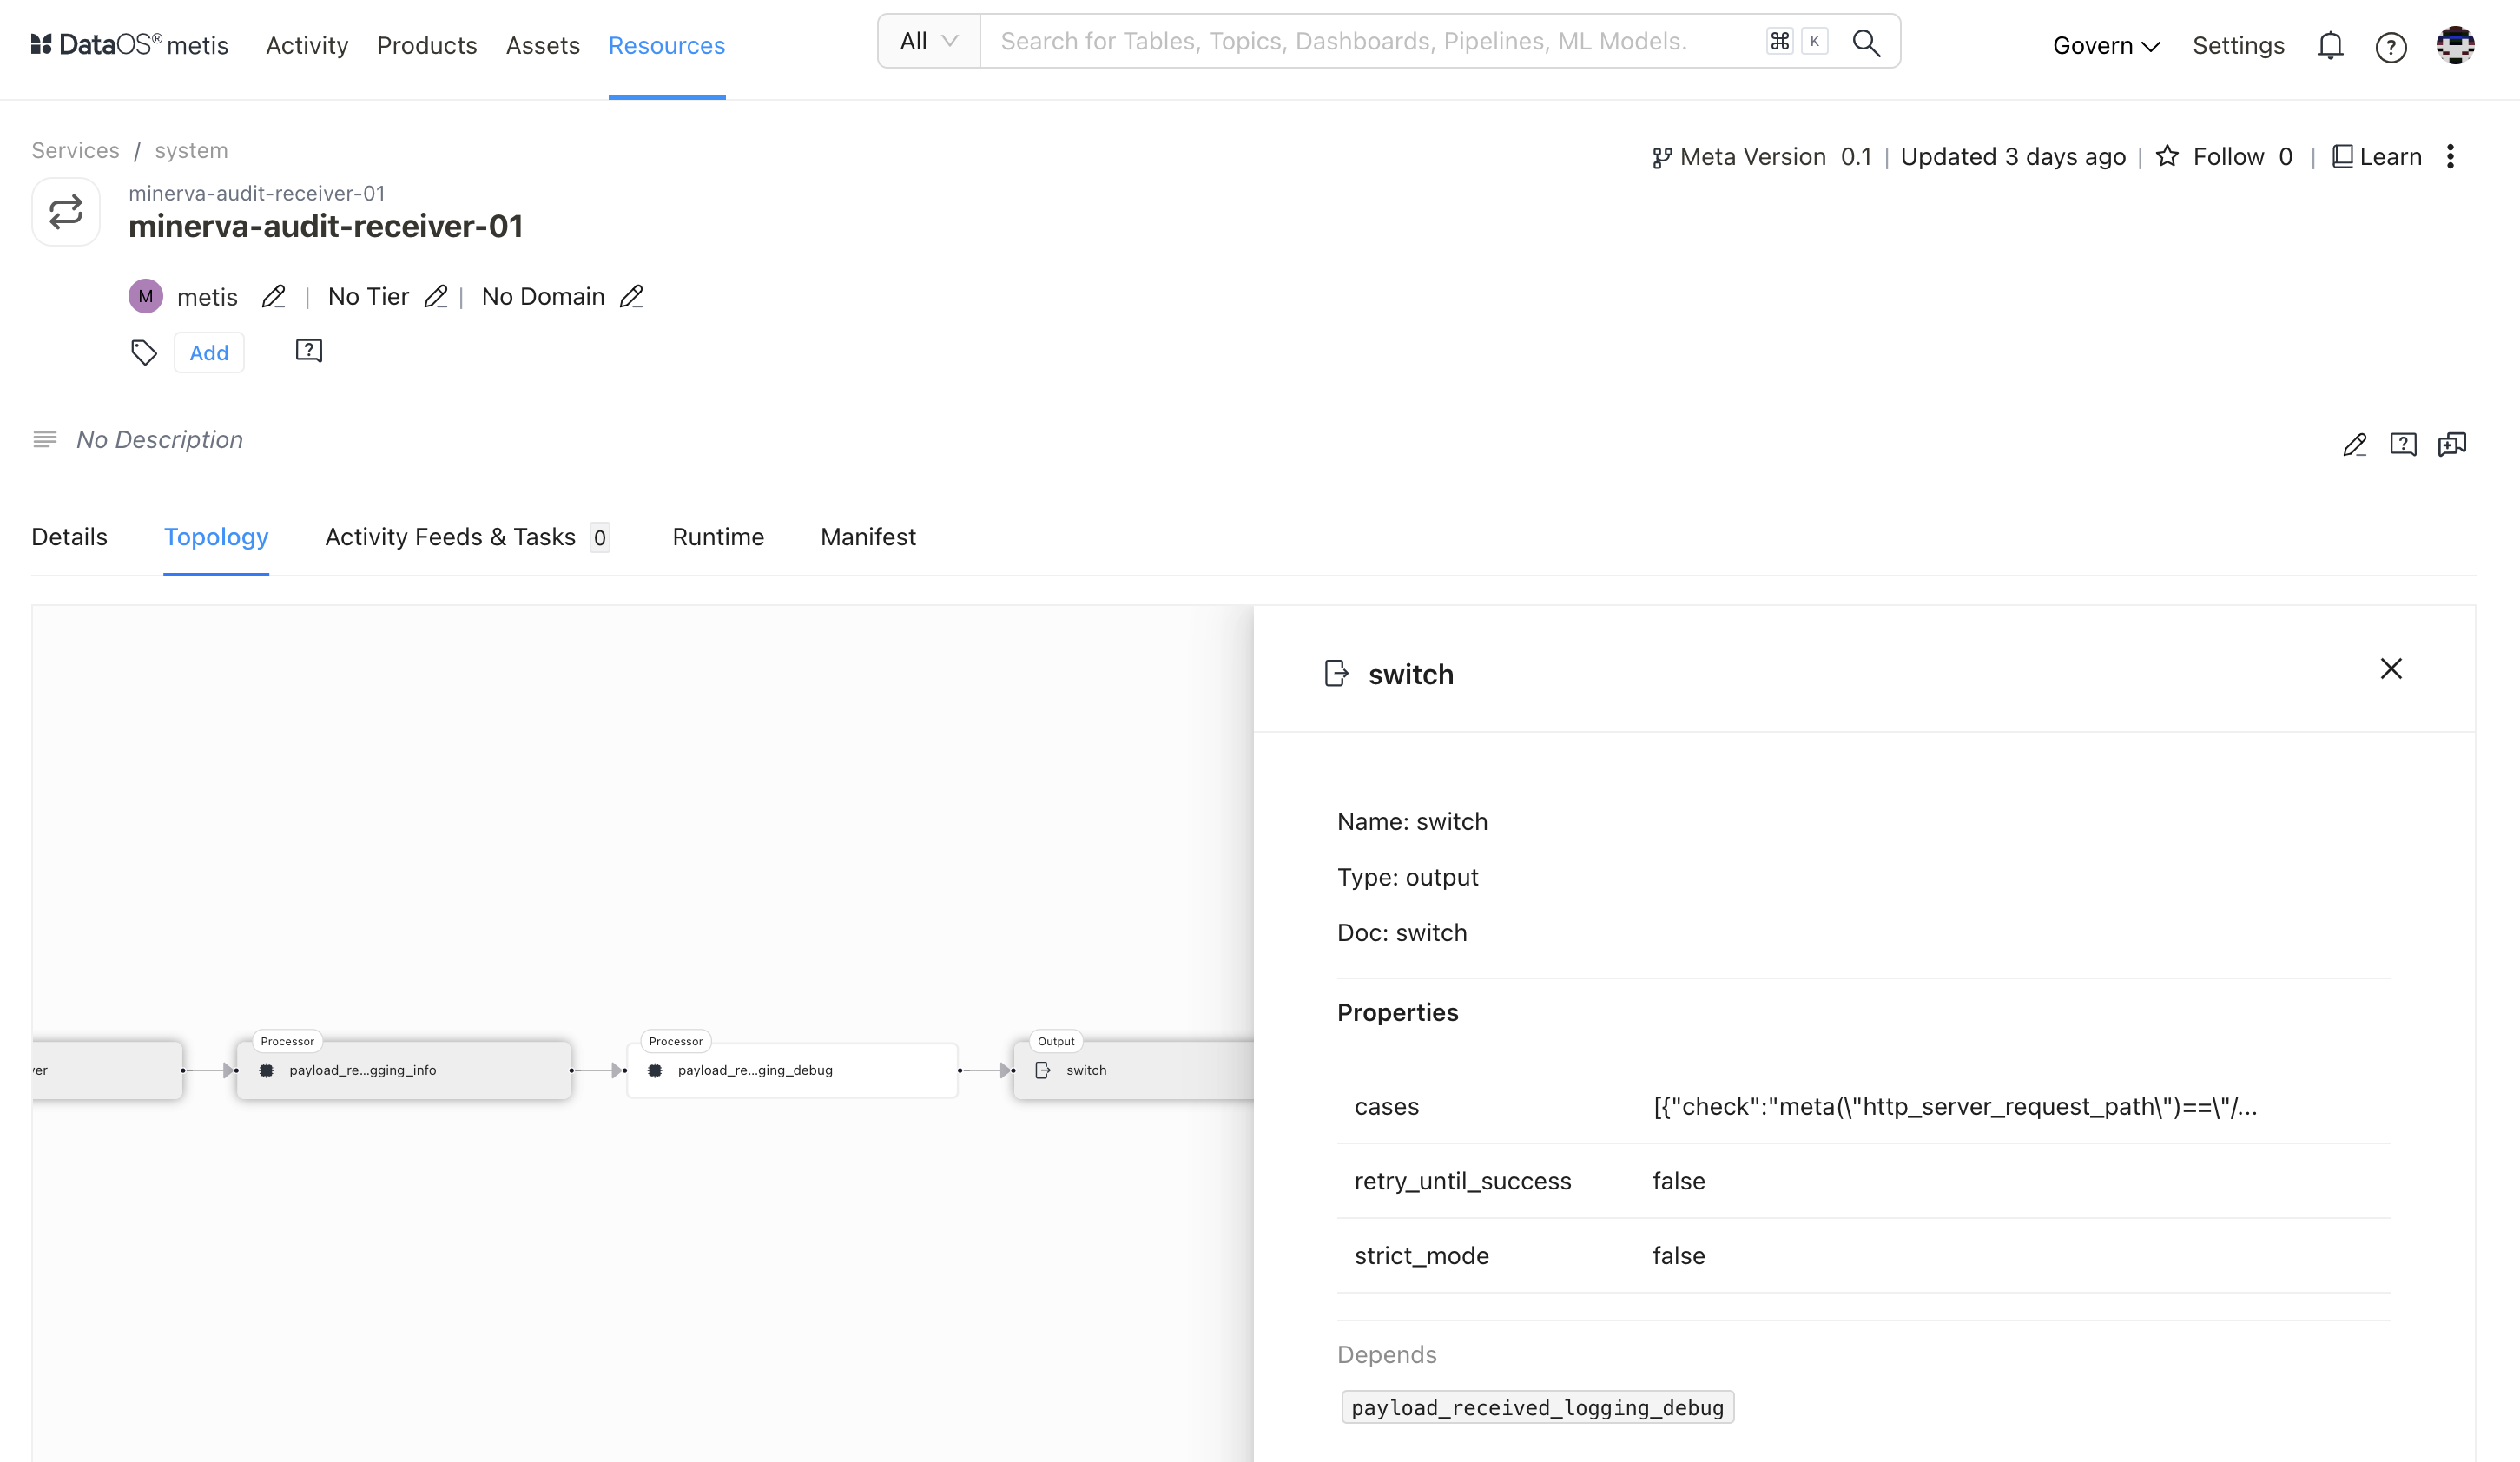 DataOS® metis Activity Products Assets Resources All Search for Tables, Topics, Dashboards, Pipelines, ML Models. ⌘ K Govern Settings
Services / system
Meta Version 0.1 | Updated 3 days ago | Follow 0 | Learn
minerva-audit-receiver-01
minerva-audit-receiver-01
M metis | No Tier | No Domain
Add
No Description
Details Topology Activity Feeds & Tasks 0 Runtime Manifest
switch
Name: switch
Type: output
Doc: switch
Properties
cases [{"check":"meta(\"http_server_request_path\")==\"/...
retry_until_success false
strict_mode false
Depends
payload_received_logging_debug
ver
Processor
payload_re...gging_info
Processor
payload_re...ging_debug
Output
switch